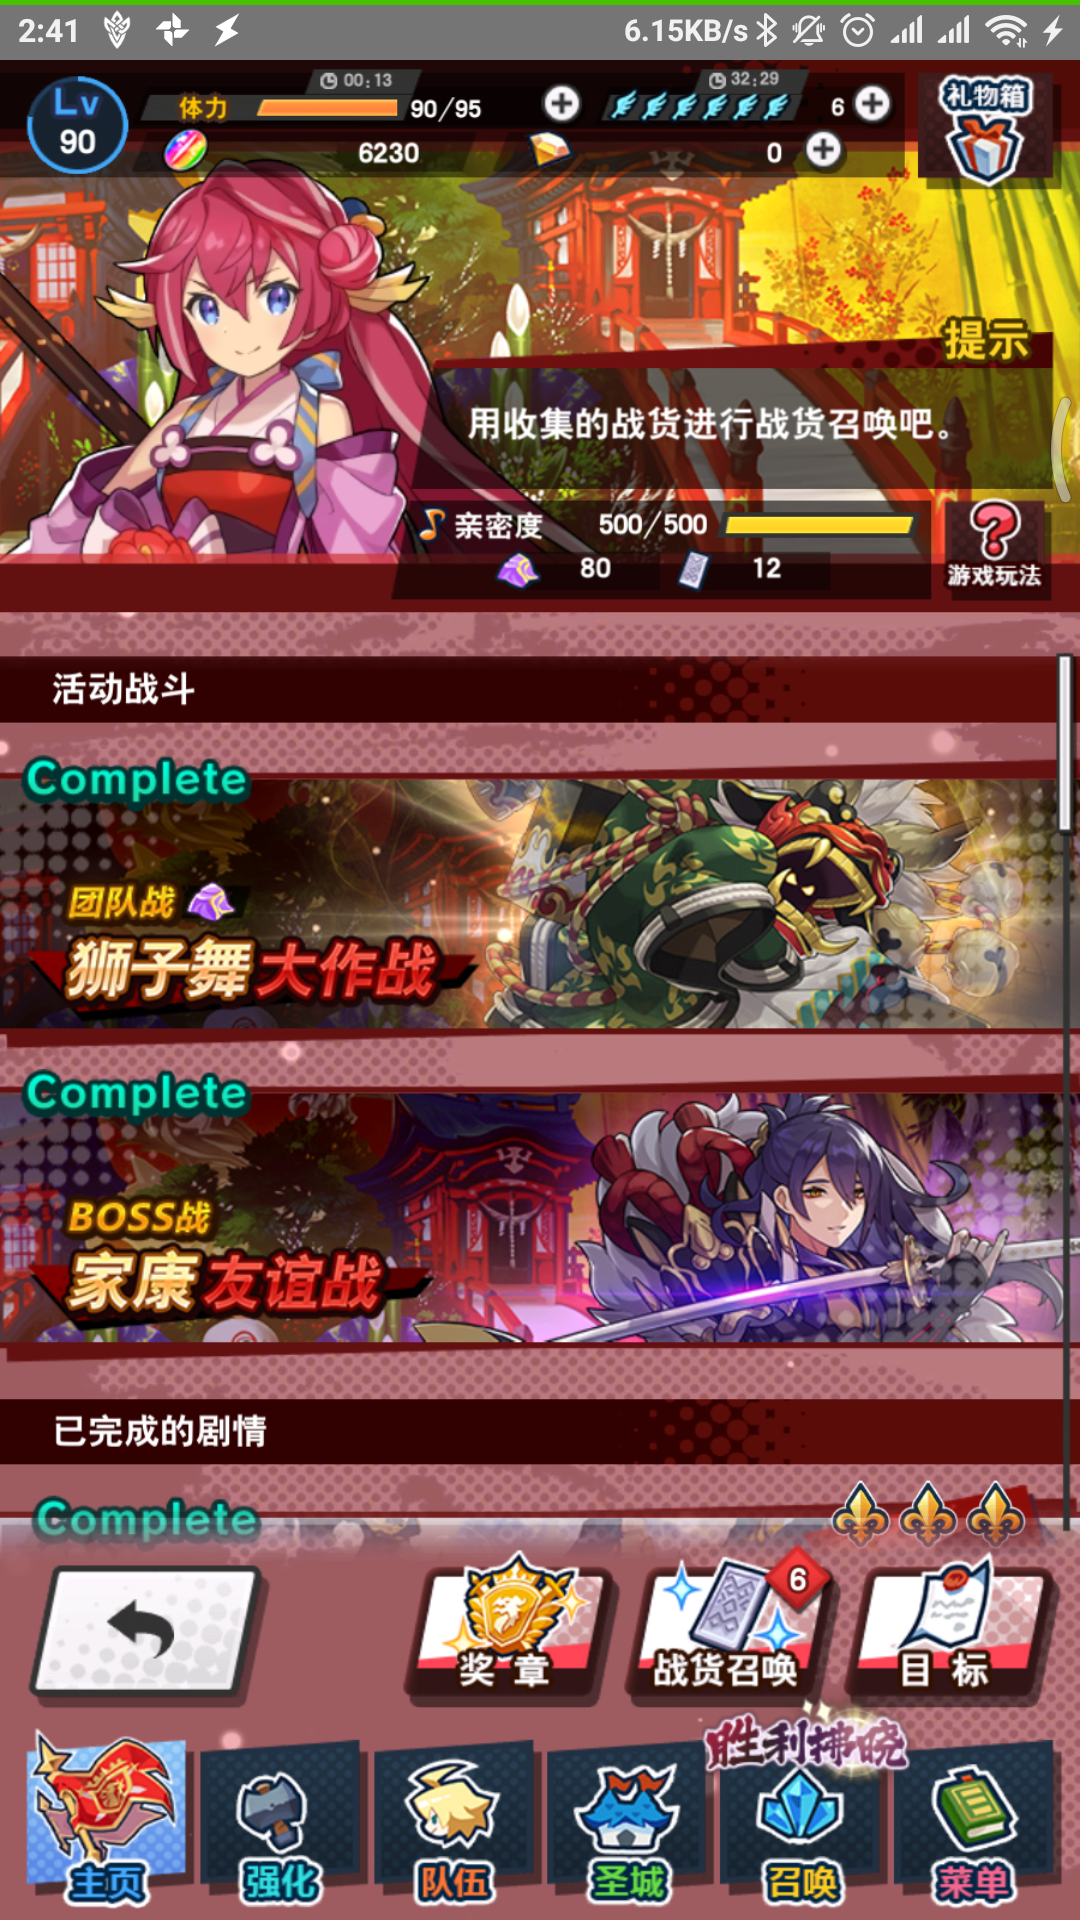 2:41 6.15KB/s
00:13 32:29
Lv 90 体力 90/95 6
6230 0
礼物箱
提示
用收集的战货进行战货召唤吧。
亲密度 500/500
80 12
游戏玩法
活动战斗
Complete
团队战
狮子舞大作战
Complete
BOSS战
家康友谊战
已完成的剧情
Complete
6
奖章 战货召唤 目标
胜利拂晓
主页 强化 队伍 圣城 召唤 菜单